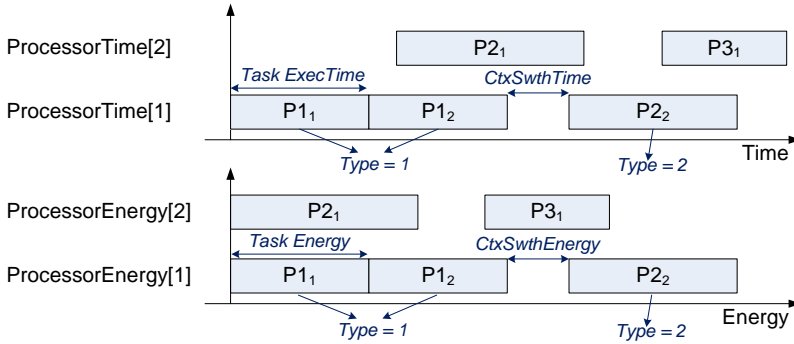 ProcessorTime[2] P2₁ P3₁
Task ExecTime CtxSwthTime
ProcessorTime[1] P1₁ P1₂ P2₂
Time
Type = 1 Type = 2
ProcessorEnergy[2] P2₁ P3₁
Task Energy CtxSwthEnergy
ProcessorEnergy[1] P1₁ P1₂ P2₂
Energy
Type = 1 Type = 2